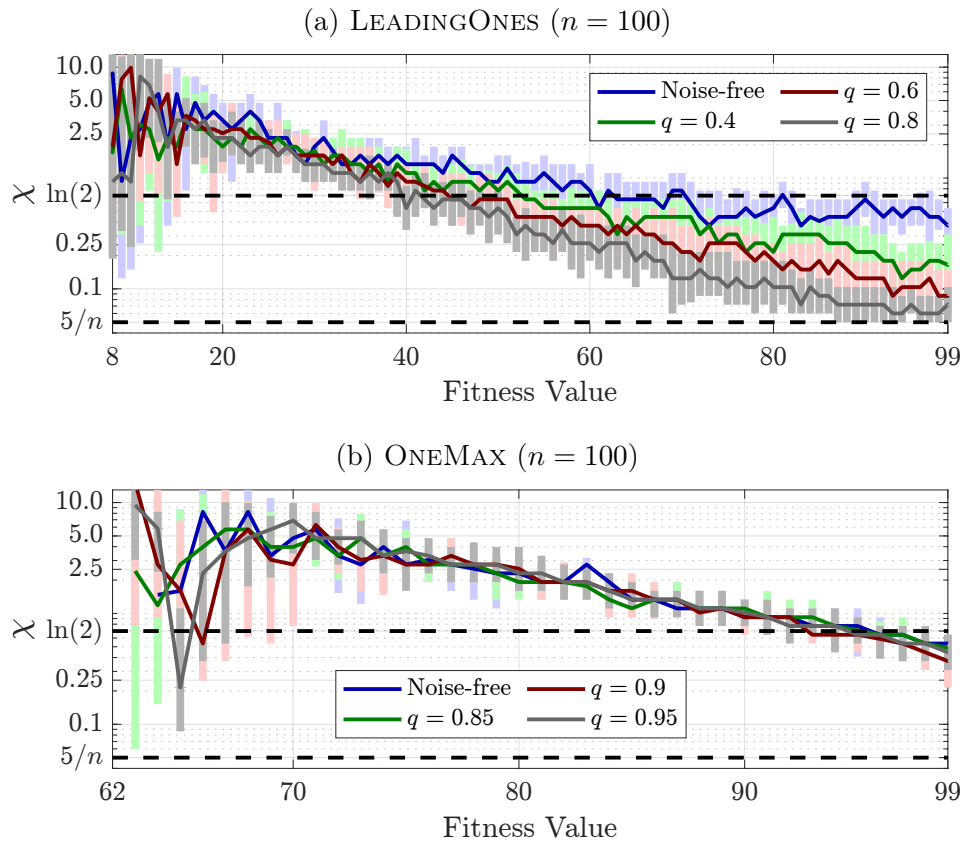 (a) LEADINGONES (n = 100)
10.0
5.0
2.5
χ ln(2)
0.25
0.1
5/n
Noise-free
q = 0.4
q = 0.6
q = 0.8
8 20 40 60 80 99
Fitness Value
(b) ONEMAX (n = 100)
10.0
5.0
2.5
χ ln(2)
0.25
0.1
5/n
Noise-free
q = 0.85
q = 0.9
q = 0.95
62 70 80 90 99
Fitness Value